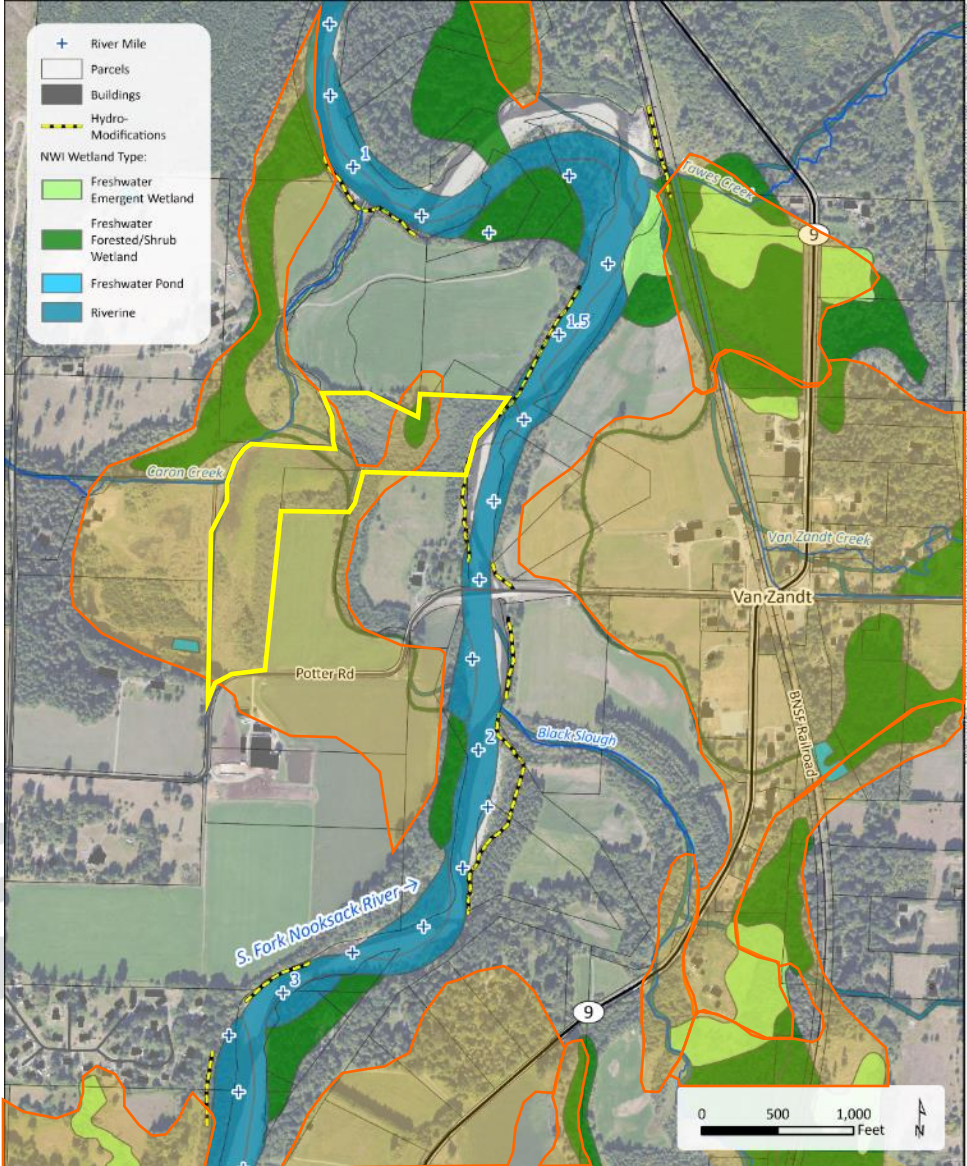 River Mile
Parcels
Buildings
Hydro-
Modifications
NWI Wetland Type:
Freshwater
Emergent Wetland
Freshwater
Forested/Shrub
Wetland
Freshwater Pond
Riverine
1
Tawes Creek
9
1.5
Caron Creek
Van Zandt Creek
Van Zandt
Potter Rd
BNSF Railroad
Black Slough
2
S. Fork Nooksack River →
3
9
0 500 1,000
Feet
N